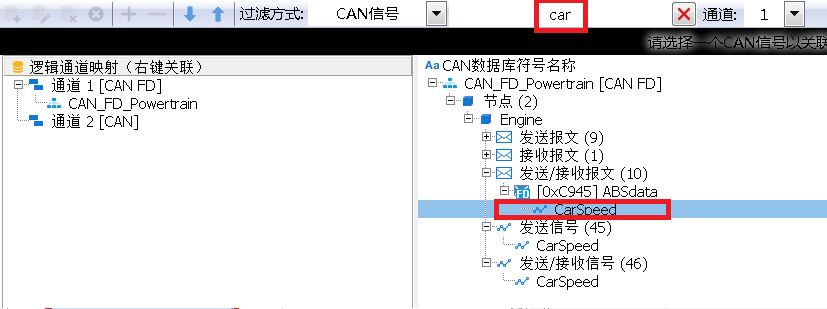 过滤方式: CAN信号 car 通道: 1
请选择一个CAN信号以关联
逻辑通道映射（右键关联）
通道 1 [CAN FD]
CAN_FD_Powertrain
通道 2 [CAN]
Aa CAN数据库符号名称
CAN_FD_Powertrain [CAN FD]
节点 (2)
Engine
发送报文 (9)
接收报文 (1)
发送/接收报文 (10)
FD [0xC945] ABSdata
CarSpeed
发送信号 (45)
CarSpeed
发送/接收信号 (46)
CarSpeed